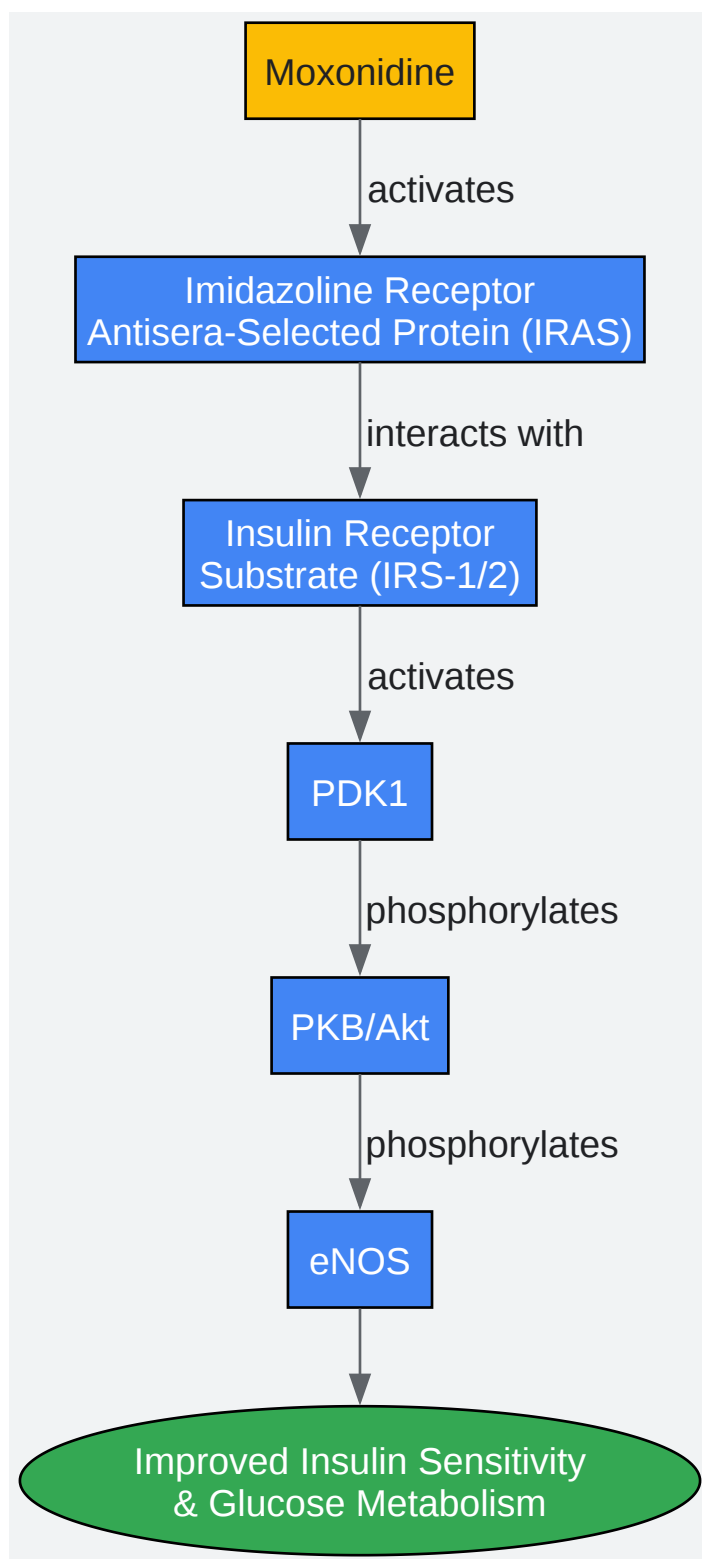 Moxonidine
activates
Imidazoline Receptor
Antisera-Selected Protein (IRAS)
interacts with
Insulin Receptor
Substrate (IRS-1/2)
activates
PDK1
phosphorylates
PKB/Akt
phosphorylates
eNOS
Improved Insulin Sensitivity
& Glucose Metabolism